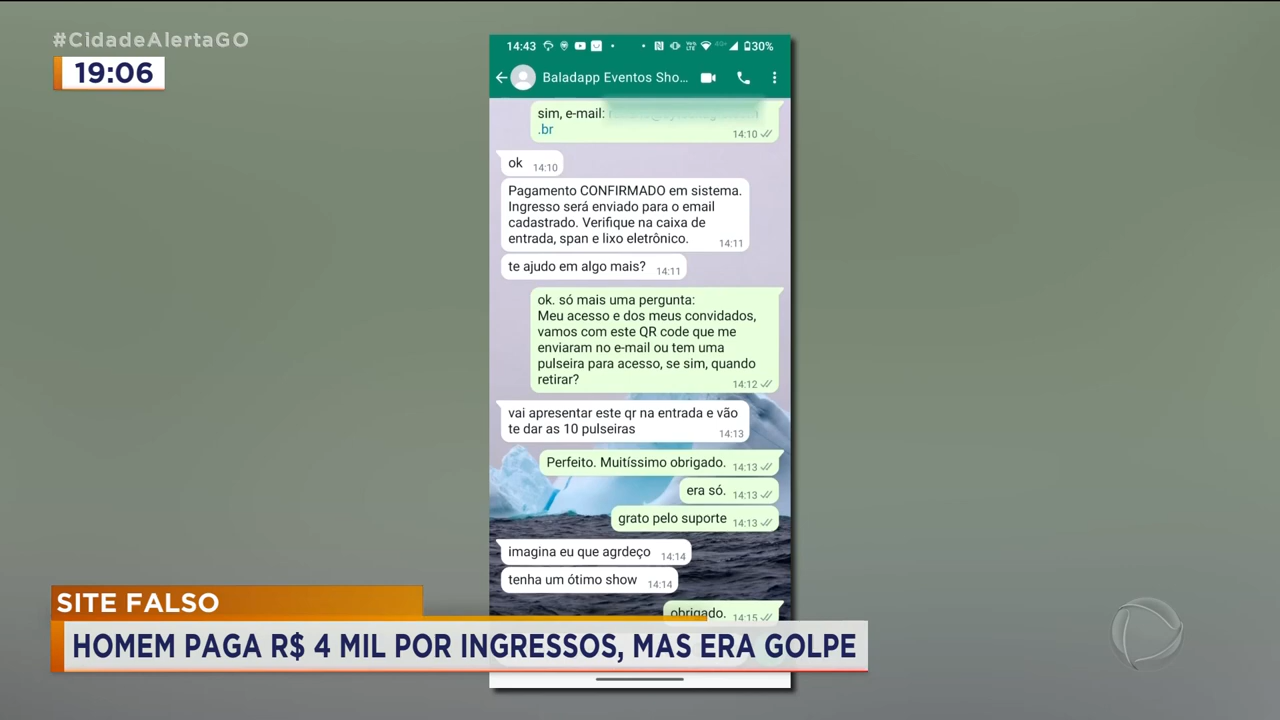 #CidadeAlertaGO
19:06
14:43
30%
Baladapp Eventos Sho...
sim, e-mail:
.br
14:10
ok 14:10
Pagamento CONFIRMADO em sistema.
Ingresso será enviado para o email
cadastrado. Verifique na caixa de
entrada, span e lixo eletrônico.
14:11
te ajudo em algo mais? 14:11
ok. só mais uma pergunta:
Meu acesso e dos meus convidados,
vamos com este QR code que me
enviaram no e-mail ou tem uma
pulseira para acesso, se sim, quando
retirar?
14:12
vai apresentar este qr na entrada e vão
te dar as 10 pulseiras
14:13
Perfeito. Muitíssimo obrigado. 14:13
era só. 14:13
grato pelo suporte 14:13
imagina eu que agrdeço 14:14
tenha um ótimo show 14:14
obrigado. 14:15
SITE FALSO
HOMEM PAGA R$ 4 MIL POR INGRESSOS, MAS ERA GOLPE